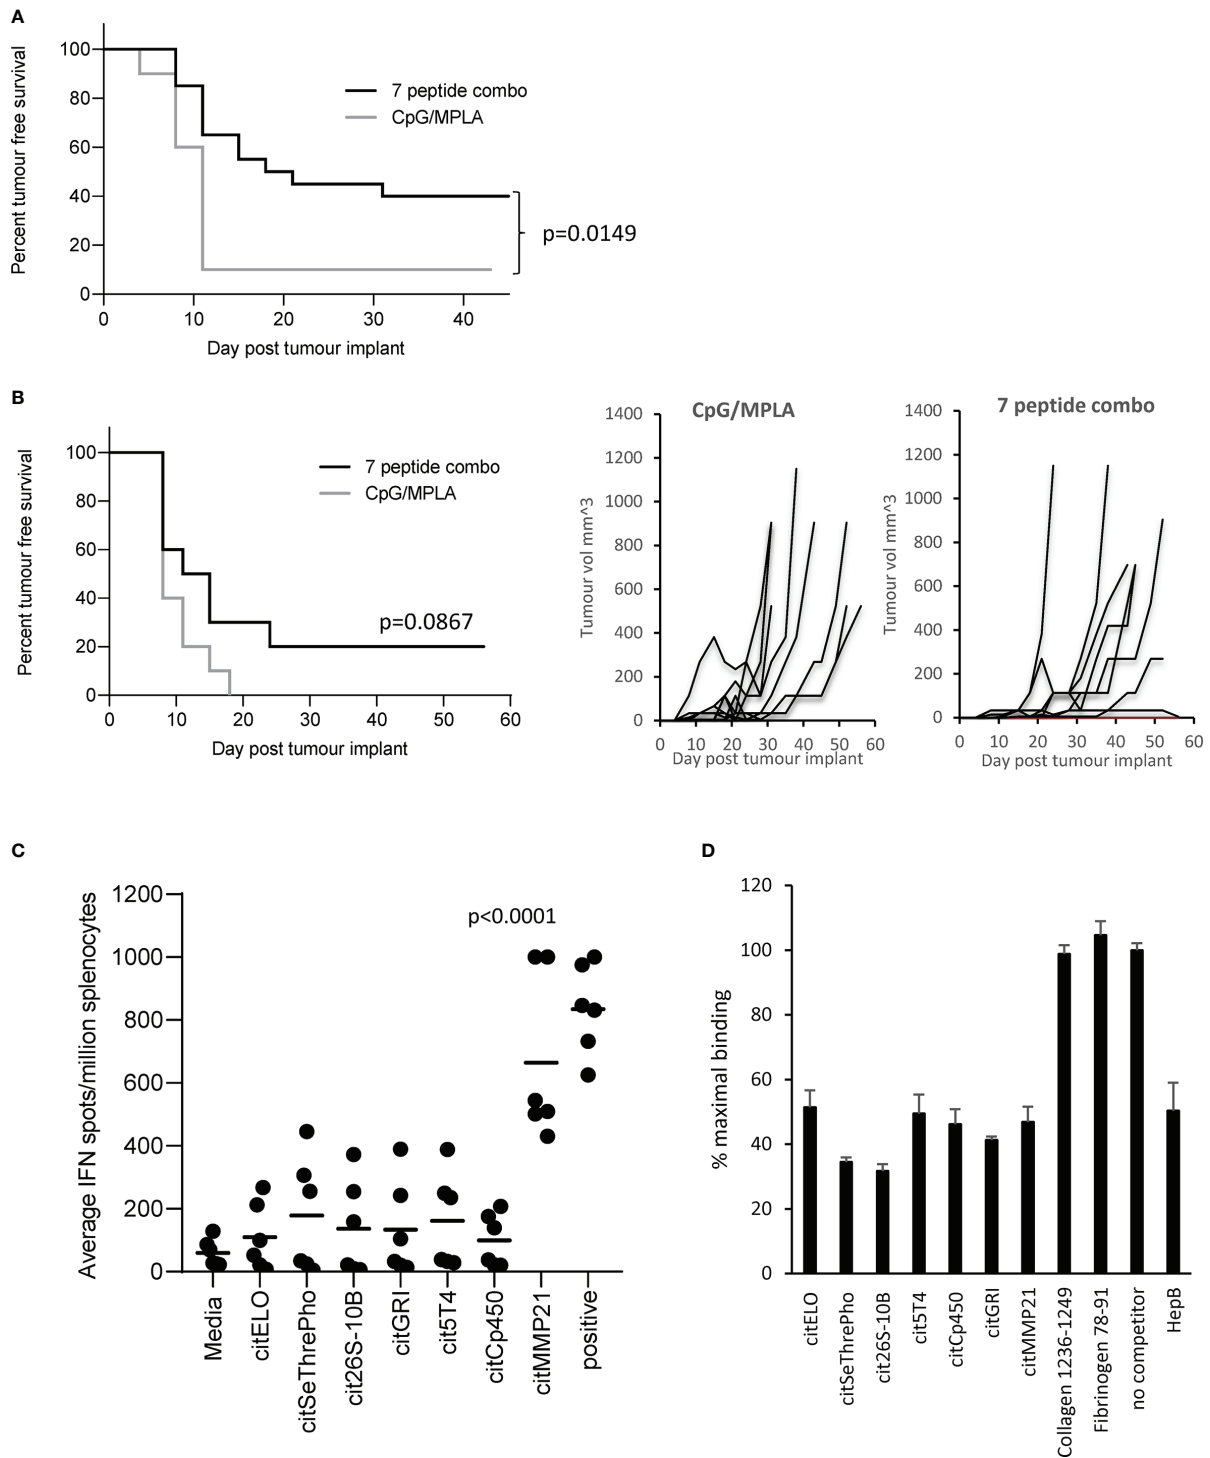 A
Percent tumour free survival
100
80
60
40
20
0
0 10 20 30 40
Day post tumour implant
7 peptide combo
CpG/MPLA
p=0.0149
B
Percent tumour free survival
100
80
60
40
20
0
0 10 20 30 40 50 60
Day post tumour implant
7 peptide combo
CpG/MPLA
p=0.0867
CpG/MPLA
Tumour vol mm^3
1400
1200
1000
800
600
400
200
0
0 10 20 30 40 50 60
Day post tumour implant
7 peptide combo
Tumour vol mm^3
1400
1200
1000
800
600
400
200
0
0 10 20 30 40 50 60
Day post tumour implant
C
Average IFN spots/million splenocytes
1200
1000
800
600
400
200
0
p<0.0001
Media
citELO
citSeThrePho
cit26S-10B
citGRI
cit5T4
citCp450
citMMP21
positive
D
% maximal binding
120
100
80
60
40
20
0
citELO
citSeThrePho
cit26S-10B
cit5T4
citCp450
citGRI
citMMP21
Collagen 1236-1249
Fibrinogen 78-91
no competitor
HepB